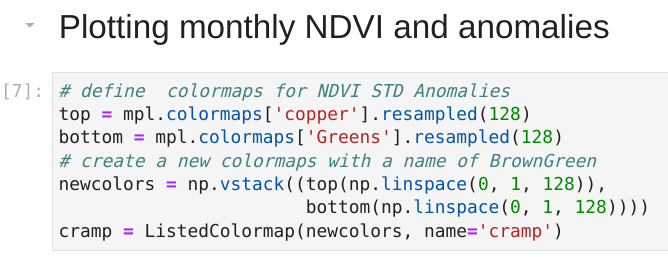 Plotting monthly NDVI and anomalies
[7]: # define  colormaps for NDVI STD Anomalies
top = mpl.colormaps['copper'].resampled(128)
bottom = mpl.colormaps['Greens'].resampled(128)
# create a new colormaps with a name of BrownGreen
newcolors = np.vstack((top(np.linspace(0, 1, 128)),
                       bottom(np.linspace(0, 1, 128))))
cramp = ListedColormap(newcolors, name='cramp')